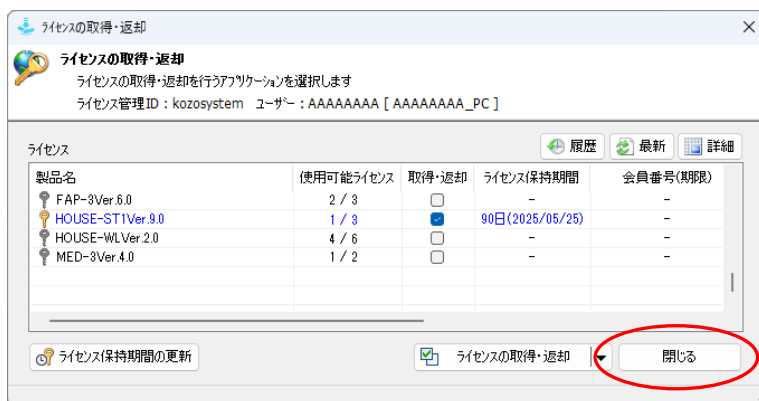 ライセンスの取得・返却
ライセンスの取得・返却
ライセンスの取得・返却を行うアプリケーションを選択します
ライセンス管理ID：kozosystem ユーザー：AAAAAAAA [ AAAAAAAA_PC ]
ライセンス 履歴 最新 詳細
製品名 使用可能ライセンス 取得・返却 ライセンス保持期間 会員番号(期限)
FAP-3Ver.6.0 2 / 3 - -
HOUSE-ST1Ver.9.0 1 / 3 90日(2025/05/25) -
HOUSE-WLVer.2.0 4 / 6 - -
MED-3Ver.4.0 1 / 2 - -
ライセンス保持期間の更新 ライセンスの取得・返却 閉じる